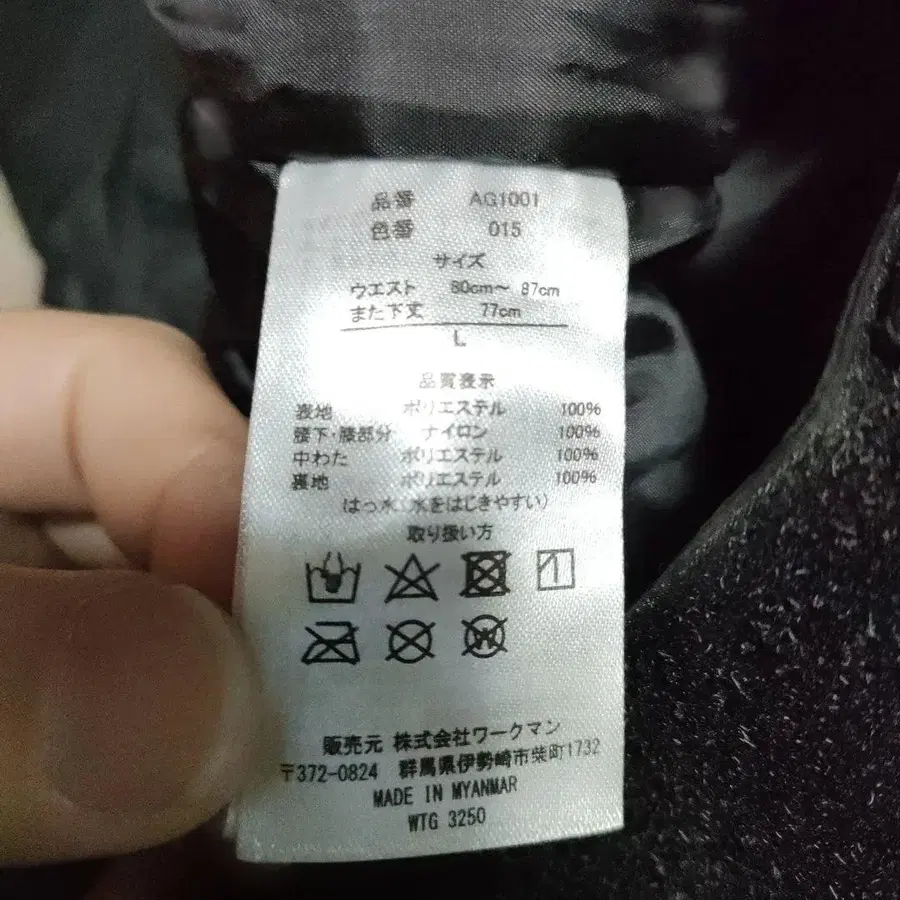 品番 AG1001
色番 015
サイズ
ウエスト 80cm～ 87cm
また下丈 77cm
L
品質表示
表地 ポリエステル 100%
腰下・膝部分 ナイロン 100%
中わた ポリエステル 100%
裏地 ポリエステル 100%
(はっ水:水をはじきやすい)
取り扱い方
販売元 株式会社ワークマン
〒372-0824 群馬県伊勢崎市柴町1732
MADE IN MYANMAR
WTG 3250